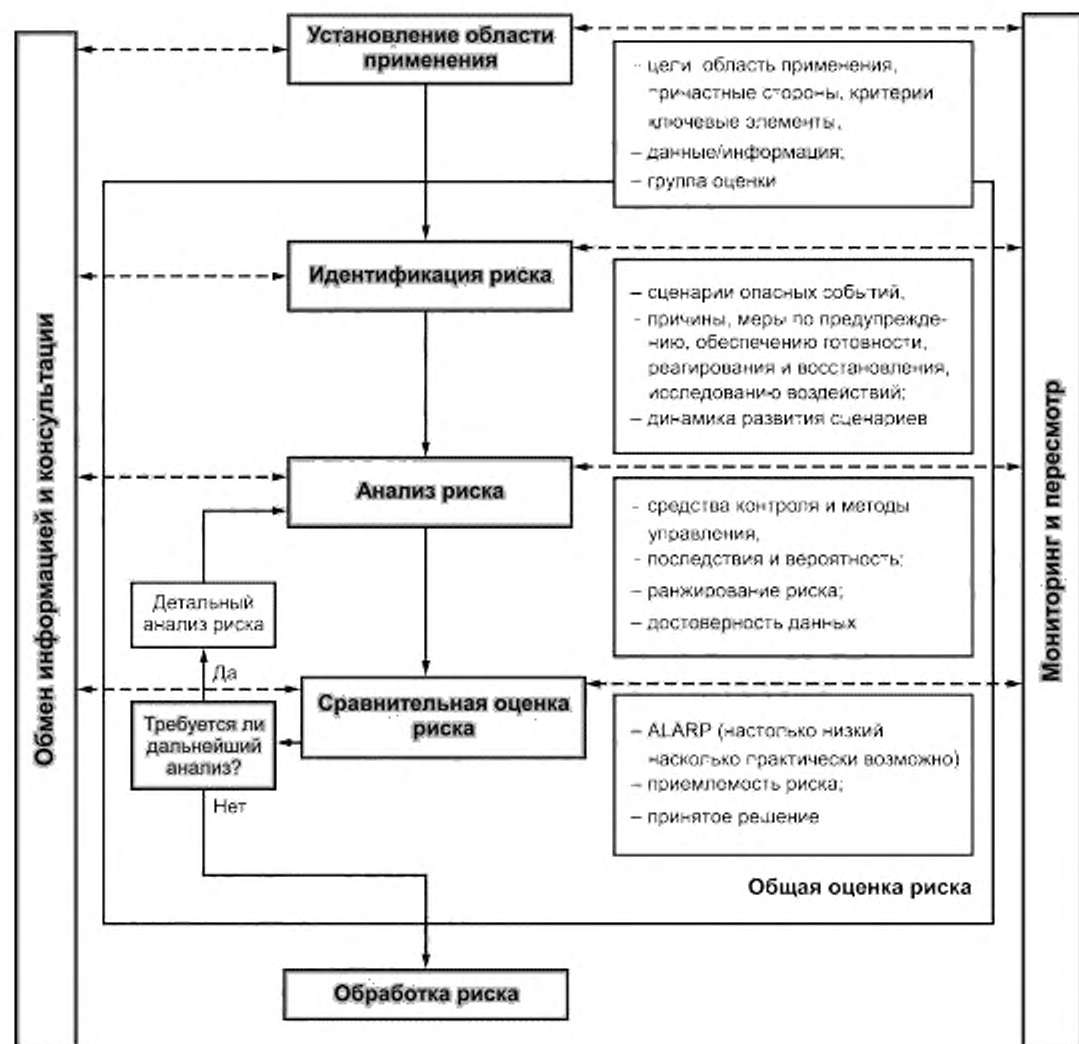 Установление области
применения
- цели область применения,
причастные стороны, критерии
ключевые элементы,
– данные/информация;
– группа оценки
Идентификация риска
– сценарии опасных событий,
- причины, меры по предупрежде-
нию, обеспечению готовности,
реагирования и восстановления,
исследованию воздействий;
– динамика развития сценариев
Анализ риска
- средства контроля и методы
управления,
- последствия и вероятность;
– ранжирование риска;
– достоверность данных
Детальный
анализ риска
Да
Сравнительная оценка
риска
Требуется ли
дальнейший
анализ?
Нет
– ALARP (настолько низкий
насколько практически возможно)
– приемлемость риска;
– принятое решение
Общая оценка риска
Обработка риска
Обмен информацией и консультации
Мониторинг и пересмотр